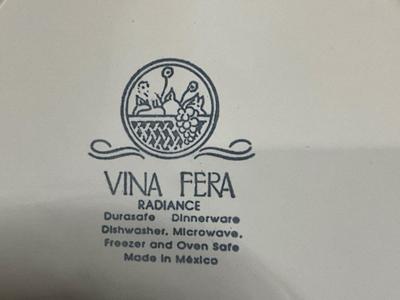 VINA FERA
RADIANCE
Durasafe Dinnerware
Dishwasher, Microwave,
Freezer and Oven Safe
Made in México